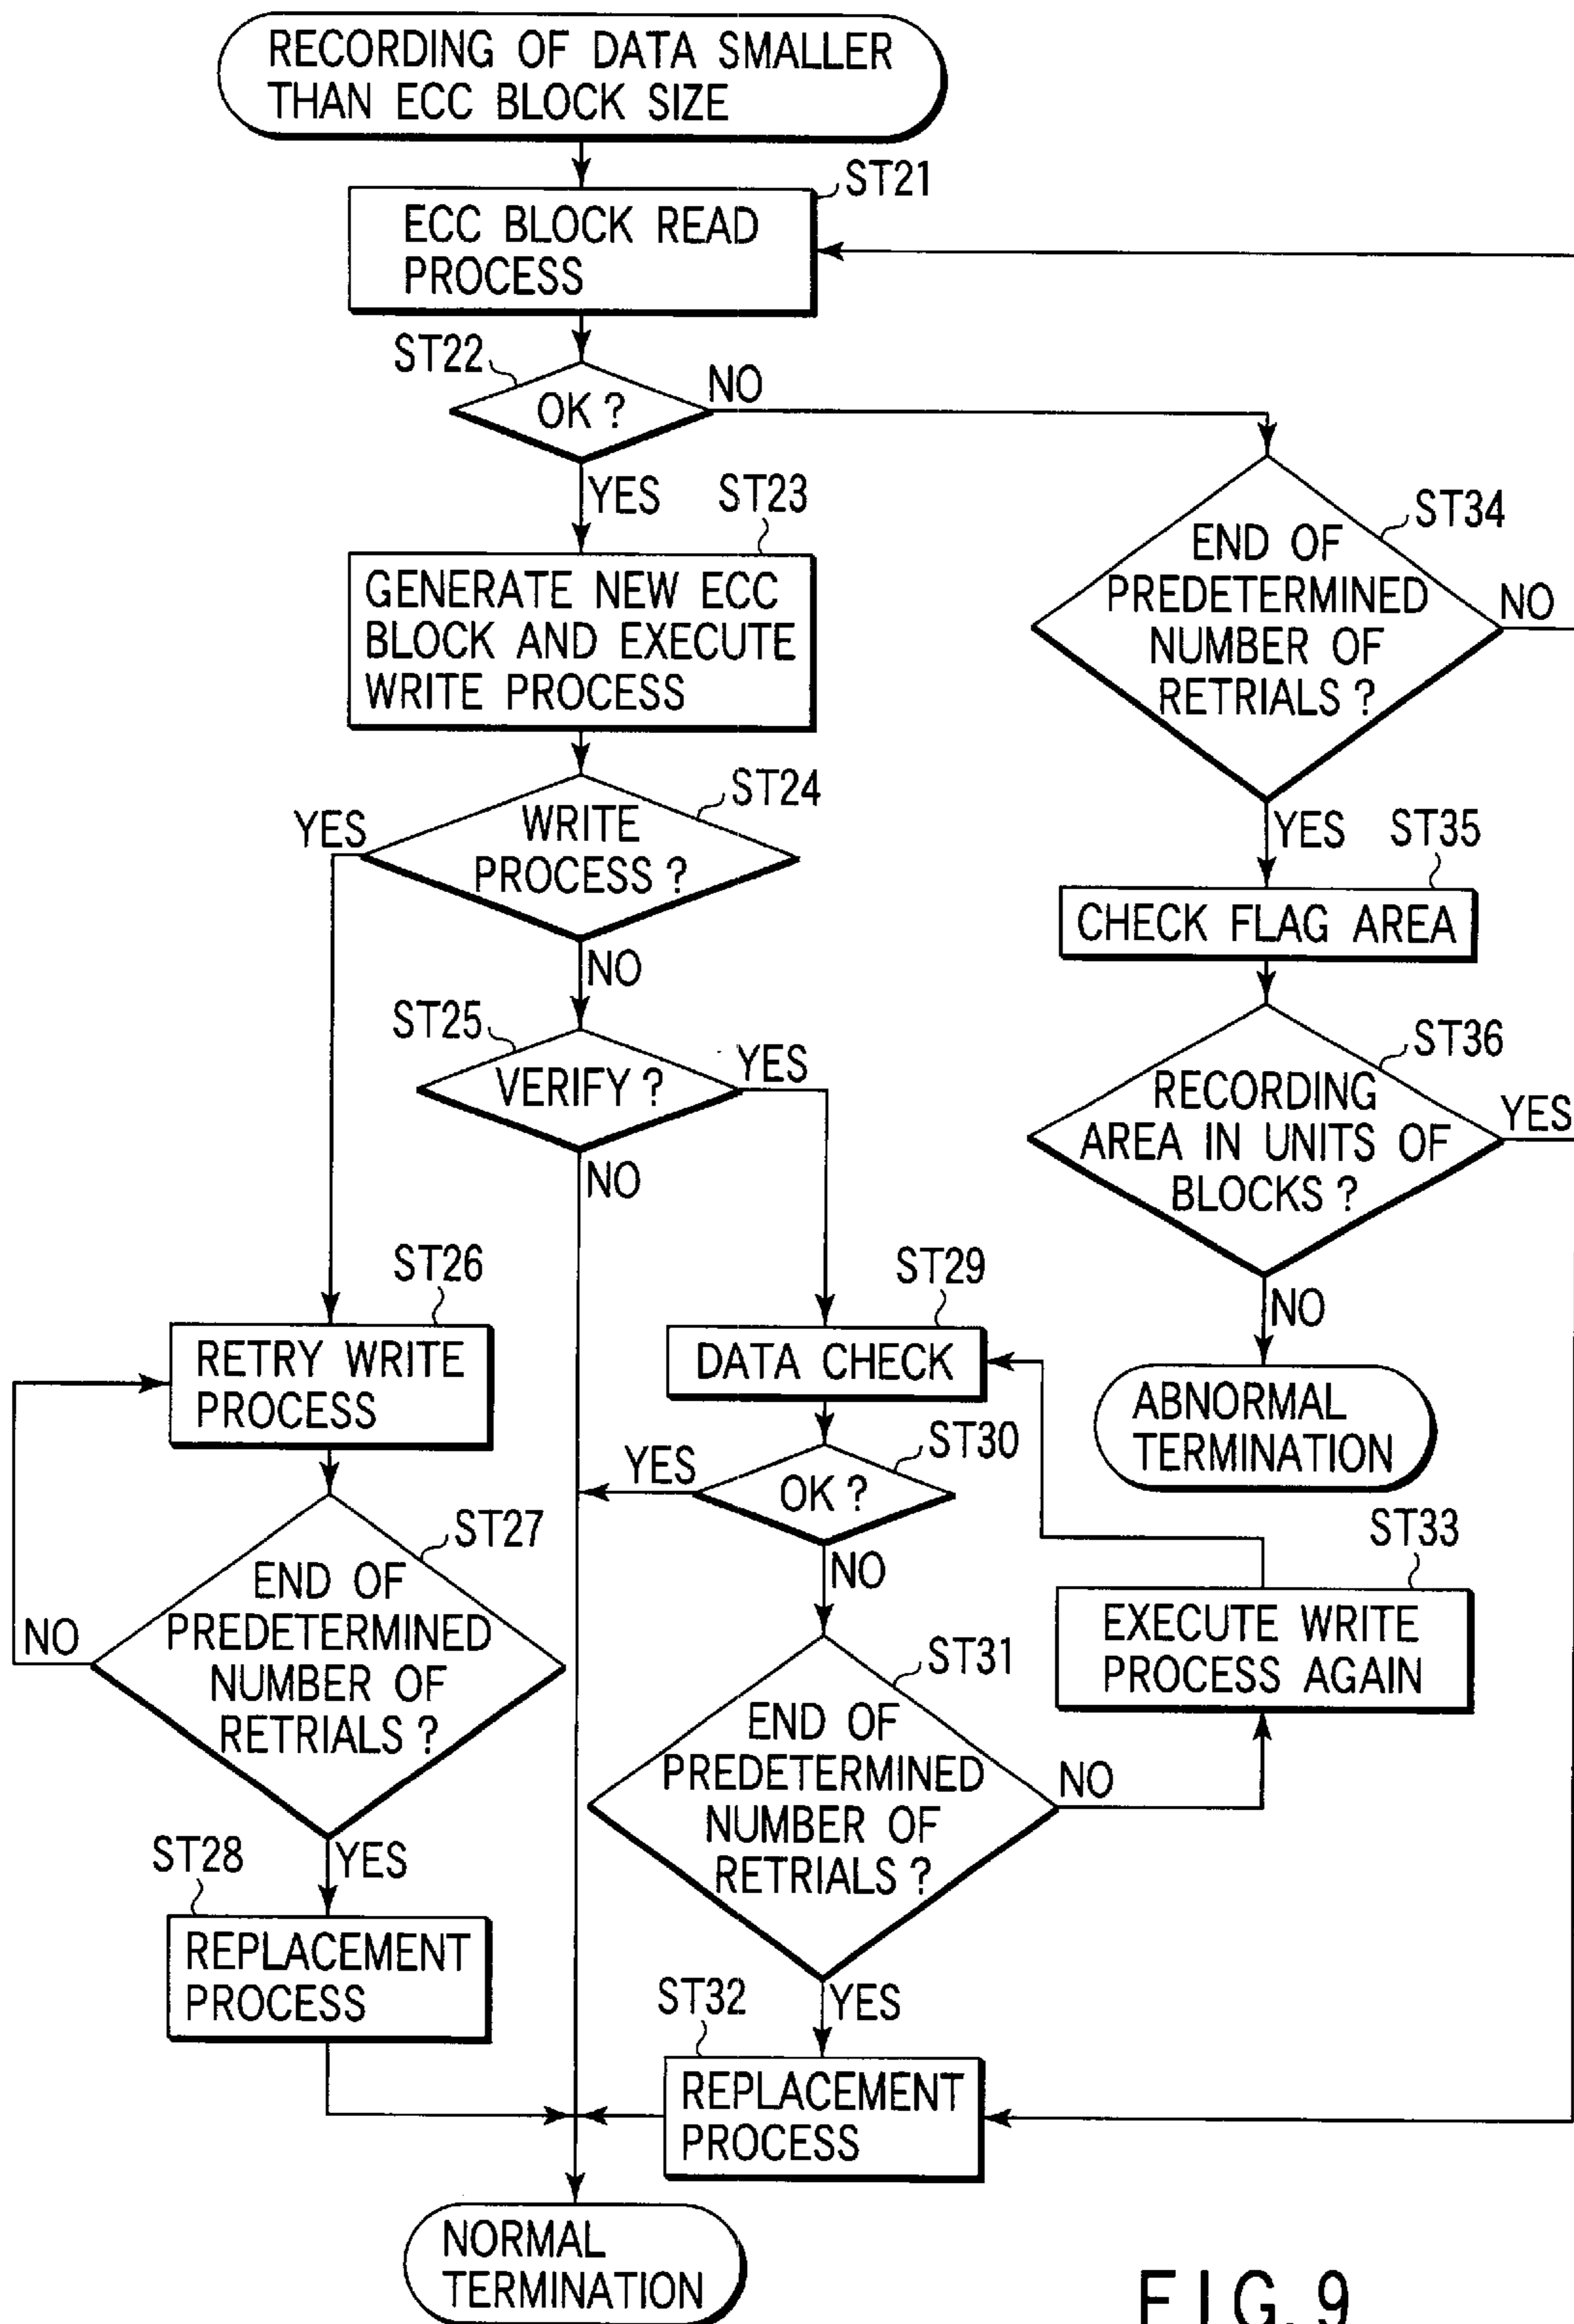 RECORDING OF DATA SMALLER
THAN ECC BLOCK SIZE
ST21
ECC BLOCK READ
PROCESS
ST22
OK ?
NO
YES
ST23
GENERATE NEW ECC
BLOCK AND EXECUTE
WRITE PROCESS
ST34
END OF
PREDETERMINED
NUMBER OF
RETRIALS ?
NO
YES
ST24
WRITE
PROCESS ?
YES
NO
ST35
CHECK FLAG AREA
ST25
VERIFY ?
YES
NO
ST36
RECORDING
AREA IN UNITS OF
BLOCKS ?
YES
NO
ABNORMAL
TERMINATION
ST26
RETRY WRITE
PROCESS
ST29
DATA CHECK
ST30
OK ?
YES
NO
ST27
END OF
PREDETERMINED
NUMBER OF
RETRIALS ?
NO
YES
ST33
EXECUTE WRITE
PROCESS AGAIN
ST31
END OF
PREDETERMINED
NUMBER OF
RETRIALS ?
NO
YES
ST28
REPLACEMENT
PROCESS
ST32
REPLACEMENT
PROCESS
NORMAL
TERMINATION
FIG. 9